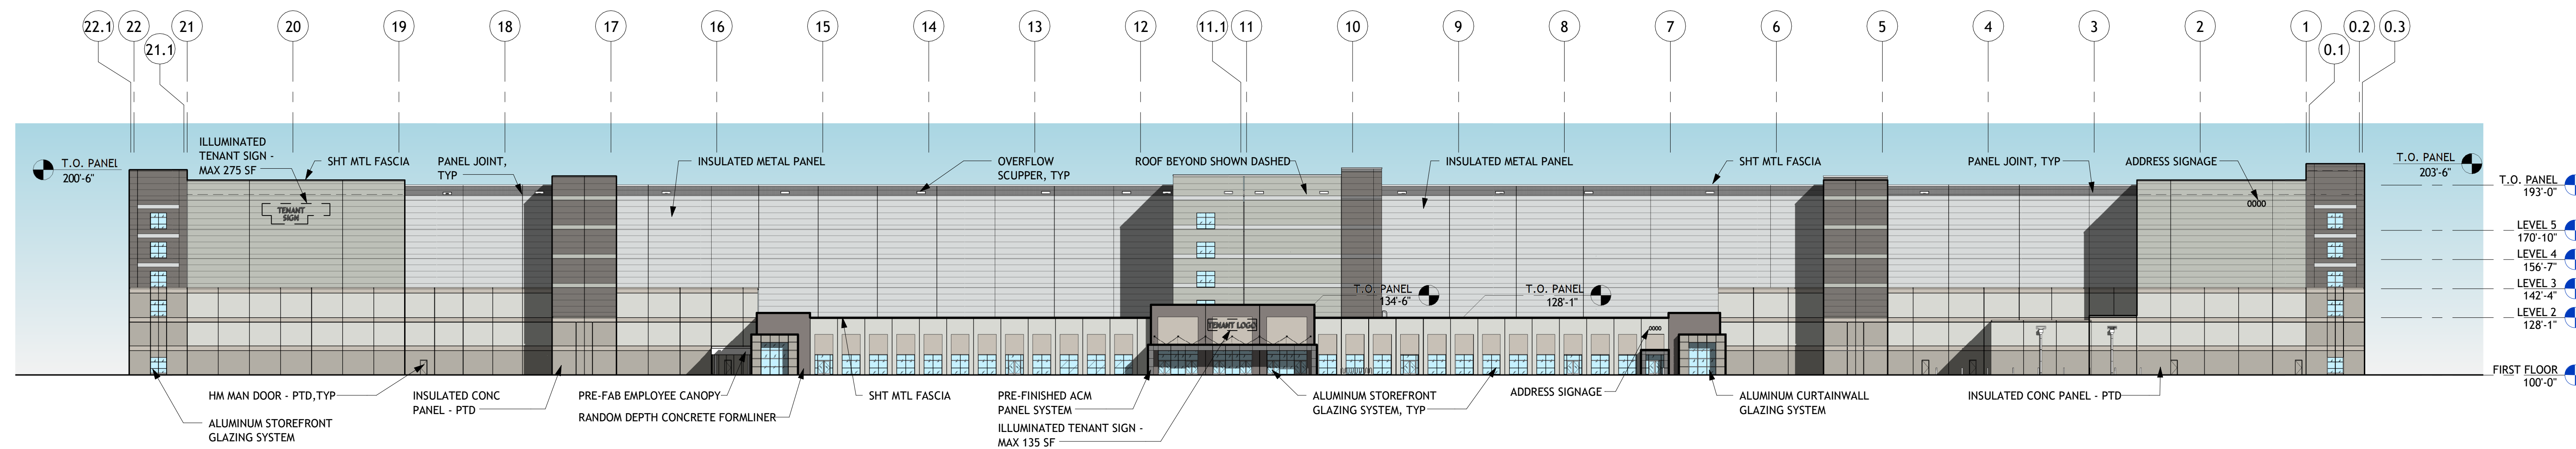 22.1
22
21
20
19
18
17
16
15
14
13
12
11.1
11
10
9
8
7
6
5
4
3
2
1
0.2
0.3
21.1
0.1
ILLUMINATED
TENANT SIGN -
MAX 275 SF
T.O. PANEL
200'-6"
SHT MTL FASCIA
PANEL JOINT,
TYP
INSULATED METAL PANEL
OVERFLOW
SCUPPER, TYP
ROOF BEYOND SHOWN DASHED
INSULATED METAL PANEL
SHT MTL FASCIA
PANEL JOINT, TYP
ADDRESS SIGNAGE
T.O. PANEL
203'-6"
T.O. PANEL
193'-0"
TENANT
SIGN
0000
LEVEL 5
170'-10"
LEVEL 4
156'-7"
LEVEL 3
142'-4"
T.O. PANEL
134'-6"
T.O. PANEL
128'-1"
LEVEL 2
128'-1"
TENANT LOGO
0000
FIRST FLOOR
100'-0"
HM MAN DOOR - PTD,TYP
INSULATED CONC
PANEL - PTD
PRE-FAB EMPLOYEE CANOPY
SHT MTL FASCIA
PRE-FINISHED ACM
PANEL SYSTEM
ALUMINUM STOREFRONT
GLAZING SYSTEM, TYP
ADDRESS SIGNAGE
ALUMINUM CURTAINWALL
GLAZING SYSTEM
INSULATED CONC PANEL - PTD
RANDOM DEPTH CONCRETE FORMLINER
ALUMINUM STOREFRONT
GLAZING SYSTEM
ILLUMINATED TENANT SIGN -
MAX 135 SF